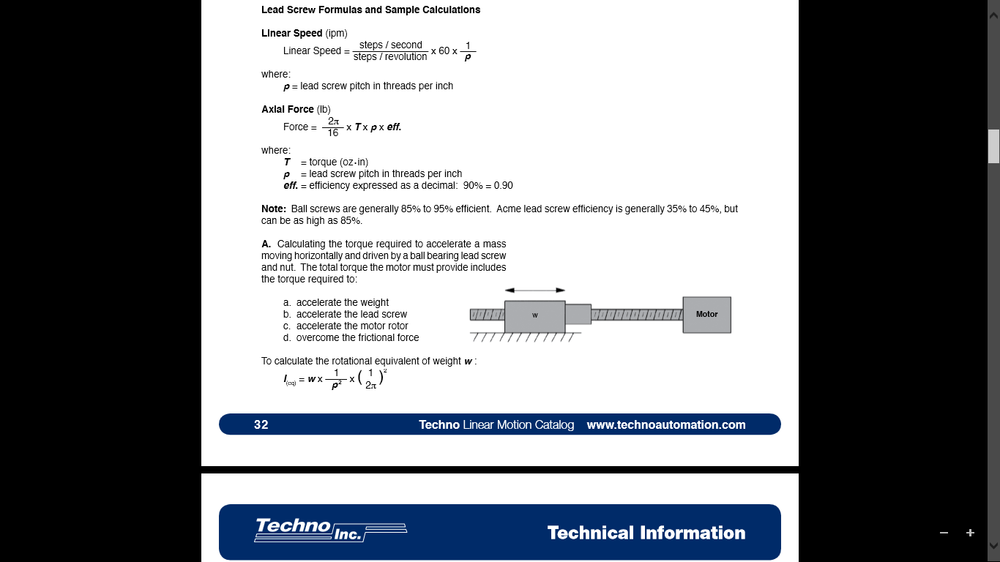 Lead Screw Formulas and Sample Calculations
Linear Speed (ipm)
Linear Speed = steps / second / steps / revolution x 60 x 1/p
where:
p = lead screw pitch in threads per inch
Axial Force (lb)
Force = 2π/16 x T x p x eff.
where:
T = torque (oz·in)
p = lead screw pitch in threads per inch
eff. = efficiency expressed as a decimal: 90% = 0.90
Note: Ball screws are generally 85% to 95% efficient. Acme lead screw efficiency is generally 35% to 45%, but
can be as high as 85%.
A. Calculating the torque required to accelerate a mass
moving horizontally and driven by a ball bearing lead screw
and nut. The total torque the motor must provide includes
the torque required to:
a. accelerate the weight
b. accelerate the lead screw
c. accelerate the motor rotor
d. overcome the frictional force
w
Motor
To calculate the rotational equivalent of weight w :
I(eq) = w x 1/p² x (1/2π)²
32 Techno Linear Motion Catalog www.technoautomation.com
Techno Inc. Technical Information